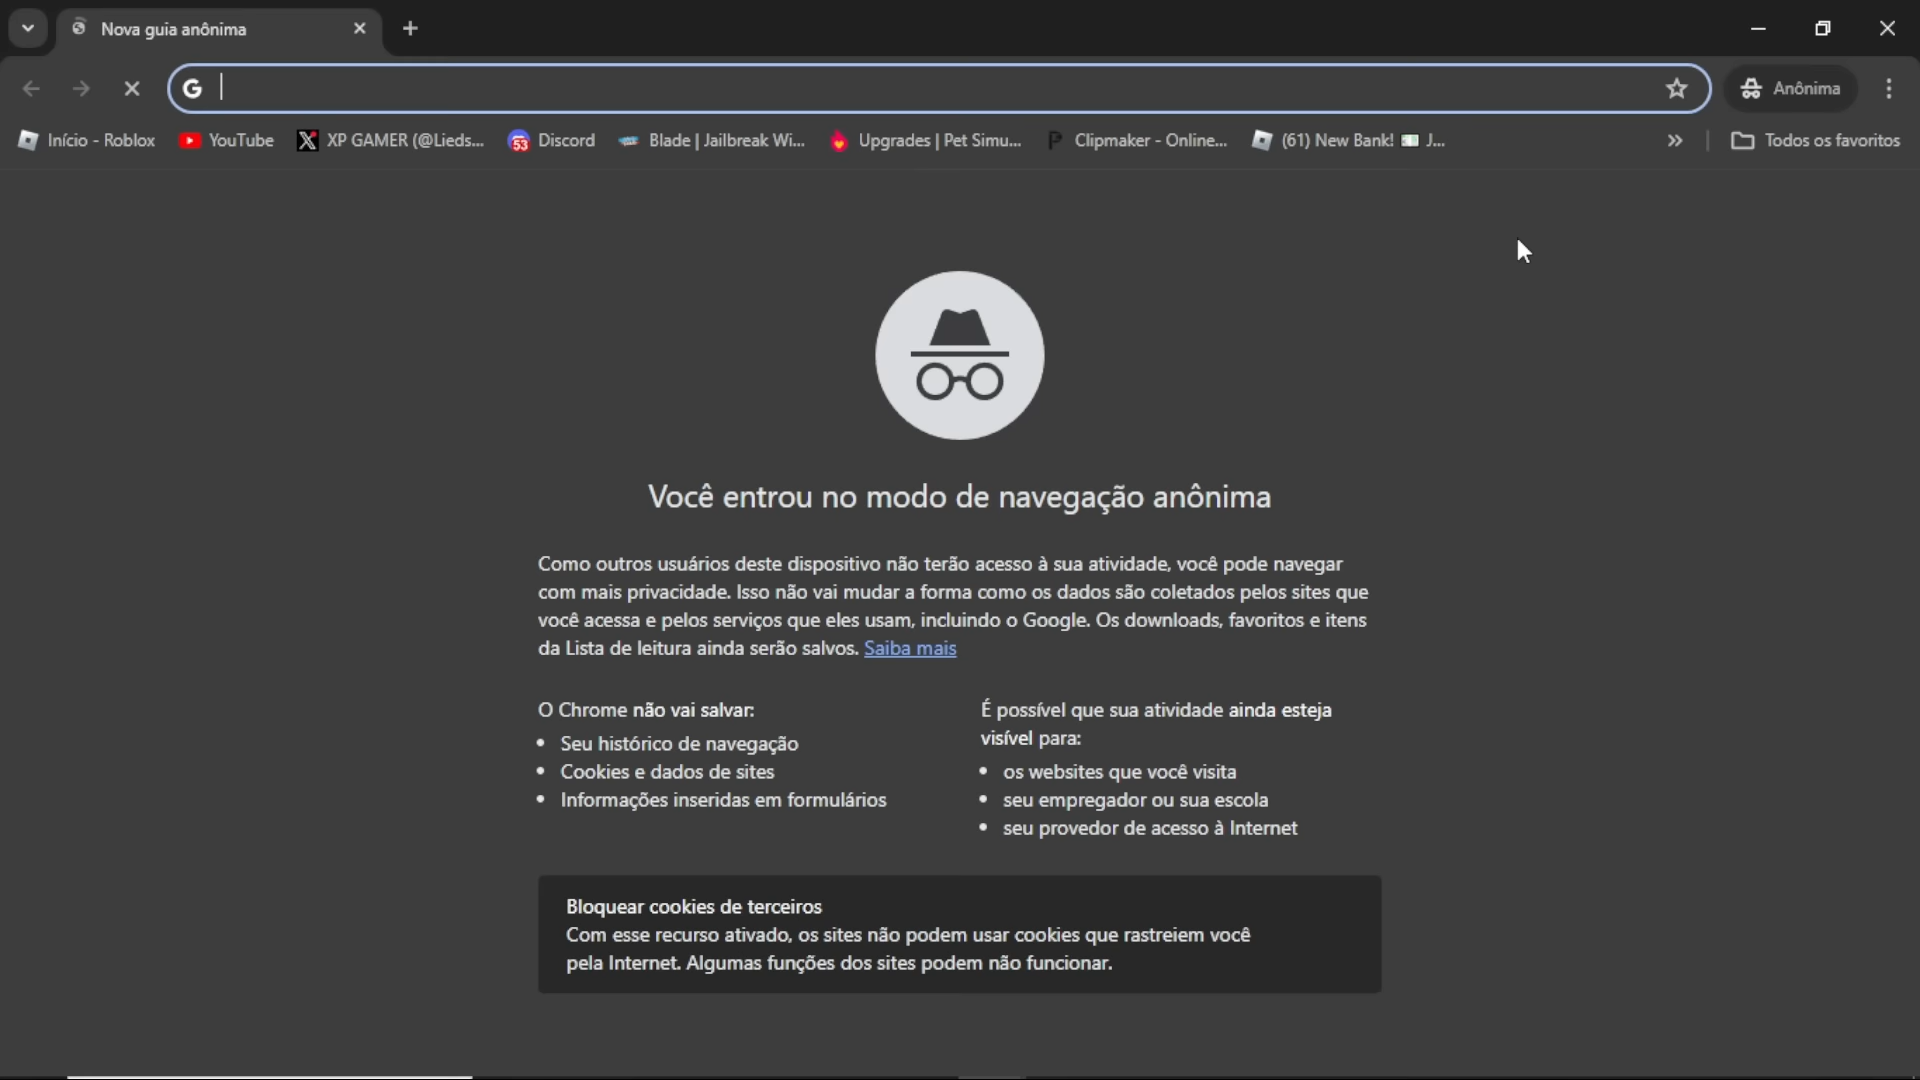 Nova guia anônima
Anônima
Início - Roblox
YouTube
XP GAMER (@Lieds...
53
Discord
Blade | Jailbreak Wi...
Upgrades | Pet Simu...
Clipmaker - Online...
(61) New Bank! 💵 J...
Todos os favoritos
Você entrou no modo de navegação anônima
Como outros usuários deste dispositivo não terão acesso à sua atividade, você pode navegar
com mais privacidade. Isso não vai mudar a forma como os dados são coletados pelos sites que
você acessa e pelos serviços que eles usam, incluindo o Google. Os downloads, favoritos e itens
da Lista de leitura ainda serão salvos. Saiba mais
O Chrome não vai salvar:
• Seu histórico de navegação
• Cookies e dados de sites
• Informações inseridas em formulários
É possível que sua atividade ainda esteja
visível para:
• os websites que você visita
• seu empregador ou sua escola
• seu provedor de acesso à Internet
Bloquear cookies de terceiros
Com esse recurso ativado, os sites não podem usar cookies que rastreiem você
pela Internet. Algumas funções dos sites podem não funcionar.